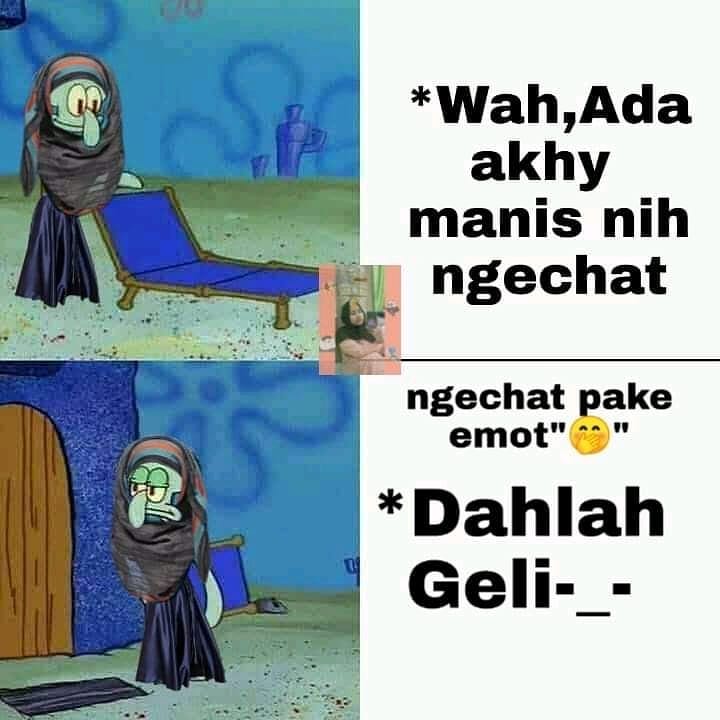 *Wah,Ada
akhy
manis nih
ngechat
ngechat pake
emot"🤭"
*Dahlah
Geli-_-